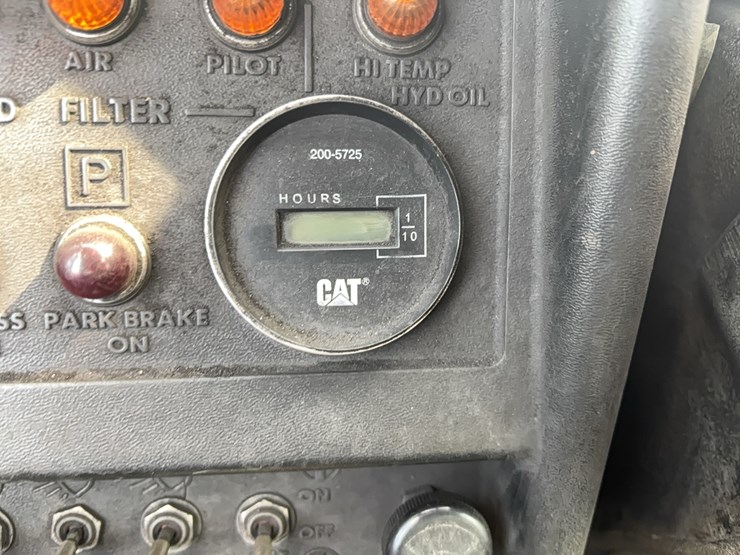 AIR
PILOT
HI TEMP
HYD OIL
FILTER
200-5725
P
HOURS
1
10
CAT®
PARK BRAKE
ON
ON
OFF